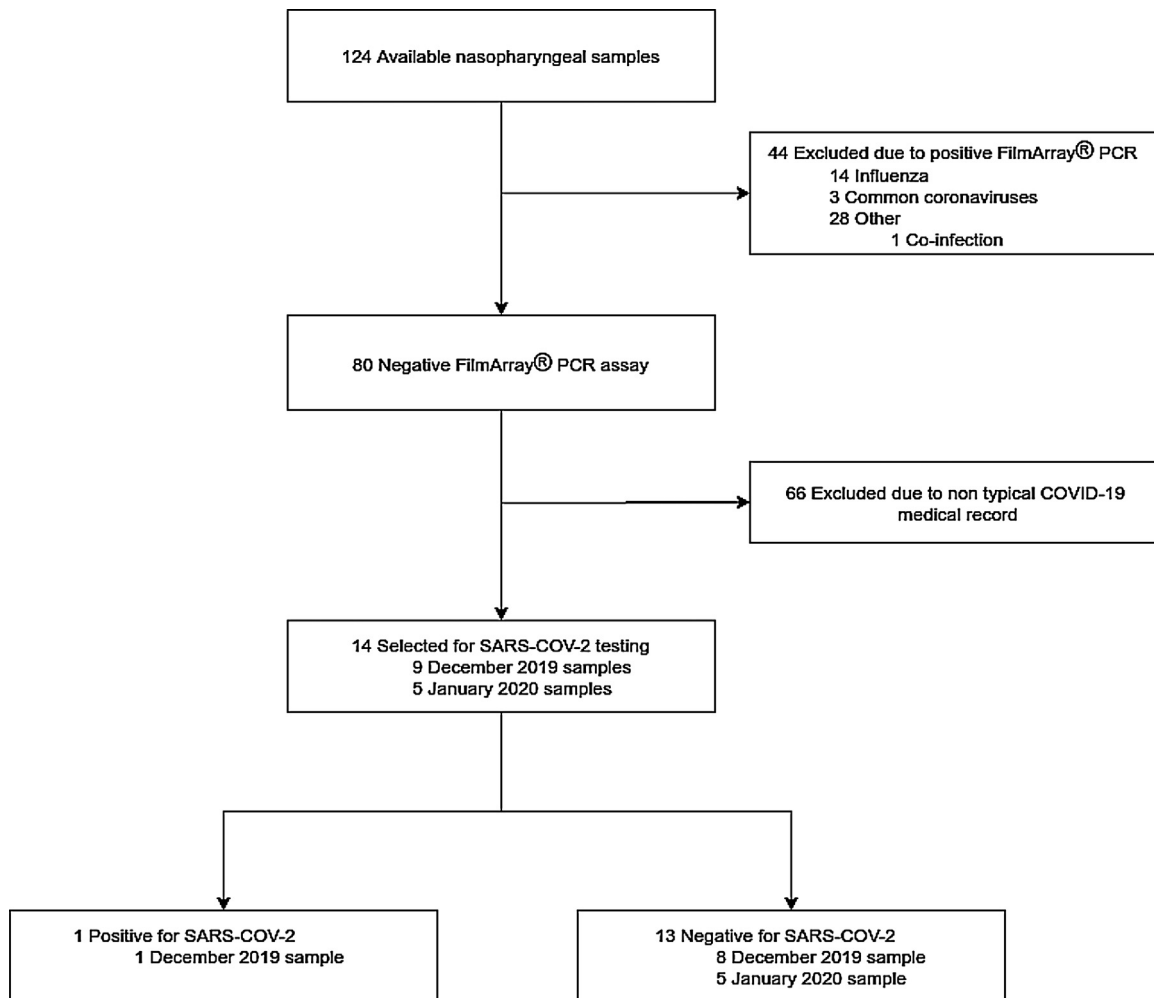 124 Available nasopharyngeal samples
44 Excluded due to positive FilmArray® PCR
14 Influenza
3 Common coronaviruses
28 Other
1 Co-infection
80 Negative FilmArray® PCR assay
66 Excluded due to non typical COVID-19
medical record
14 Selected for SARS-COV-2 testing
9 December 2019 samples
5 January 2020 samples
1 Positive for SARS-COV-2
1 December 2019 sample
13 Negative for SARS-COV-2
8 December 2019 sample
5 January 2020 sample